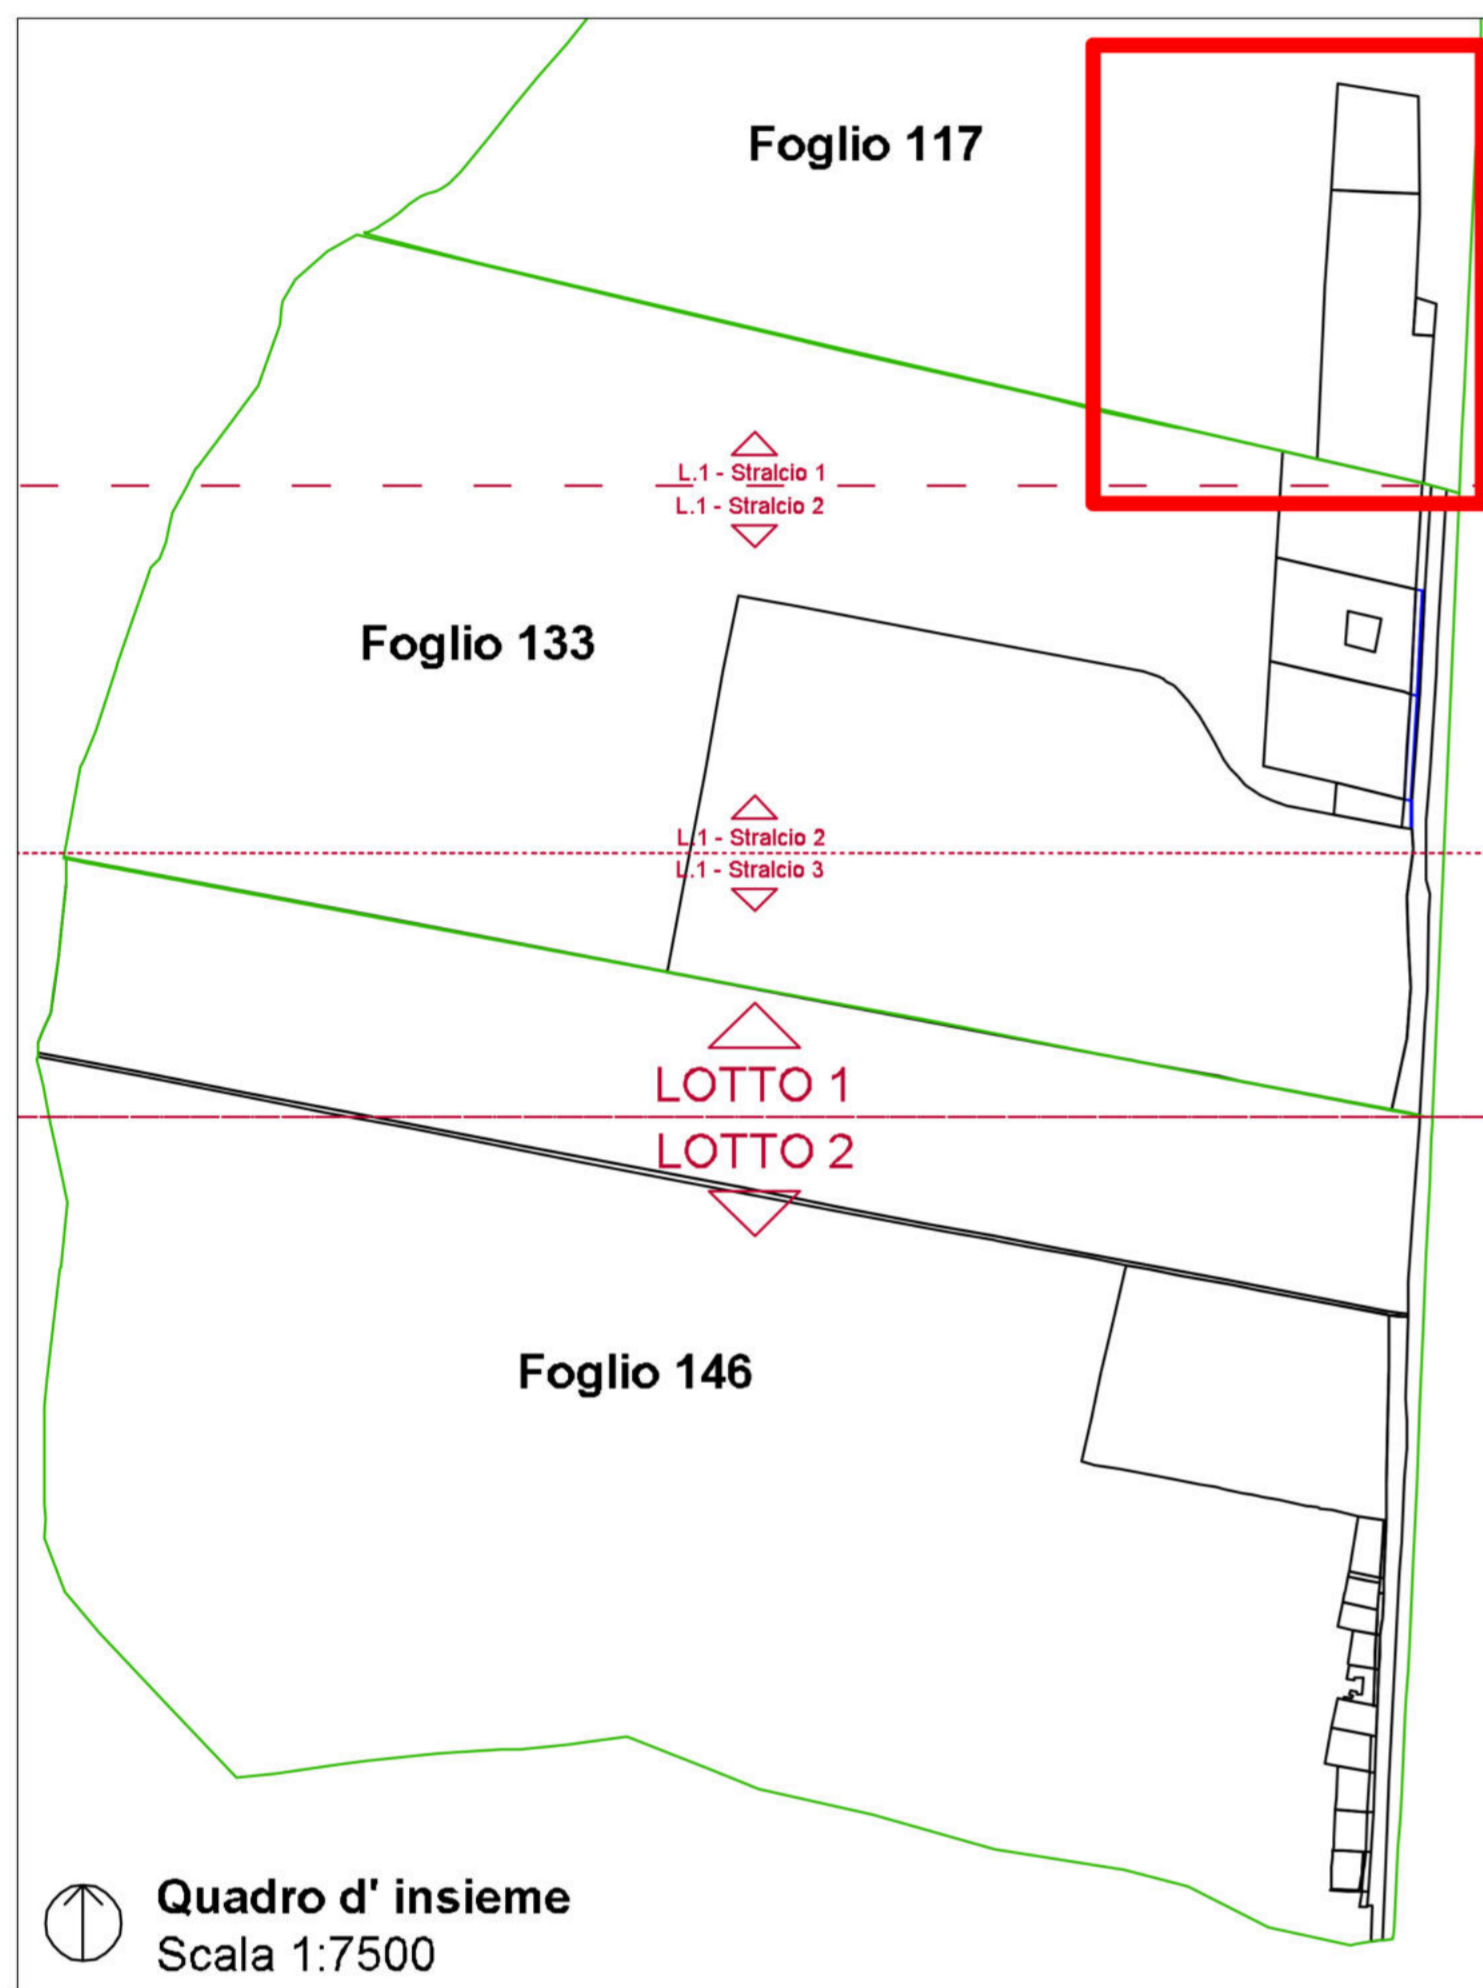 Foglio 117
L.1 - Stralcio 1
L.1 - Stralcio 2
Foglio 133
L.1 - Stralcio 2
L.1 - Stralcio 3
LOTTO 1
LOTTO 2
Foglio 146
Quadro d' insieme
Scala 1:7500